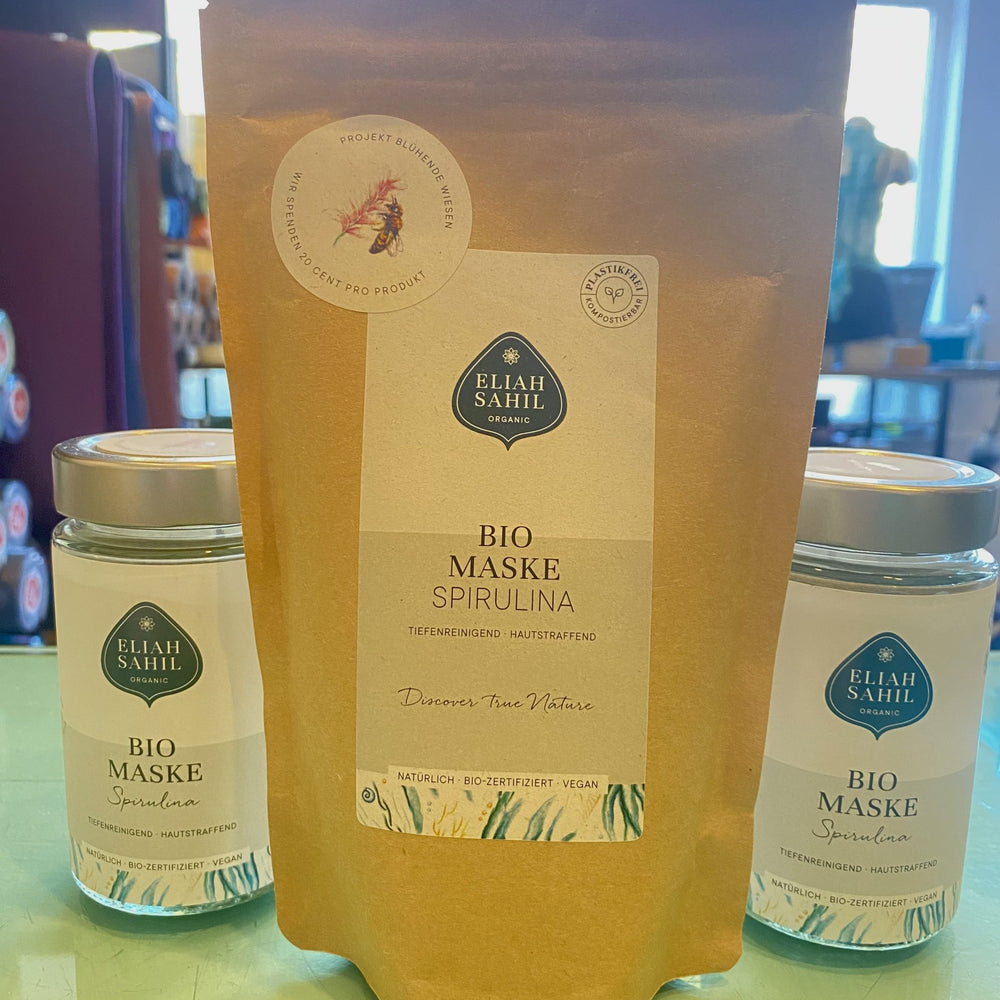 PROJEKT BLÜHENDE WIESEN
WIR SPENDEN 20 CENT PRO PRODUKT
PLASTIKFREI
KOMPOSTIERBAR
ELIAH
SAHIL
ORGANIC
BIO
MASKE
SPIRULINA
TIEFENREINIGEND · HAUTSTRAFFEND
Discover True Nature
NATÜRLICH · BIO-ZERTIFIZIERT · VEGAN
ELIAH
SAHIL
ORGANIC
BIO
MASKE
Spirulina
TIEFENREINIGEND · HAUTSTRAFFEND
NATÜRLICH · BIO-ZERTIFIZIERT · VEGAN
ELIAH
SAHIL
ORGANIC
BIO
MASKE
Spirulina
TIEFENREINIGEND · HAUTSTRAFFEND
NATÜRLICH · BIO-ZERTIFIZIERT · VEGAN